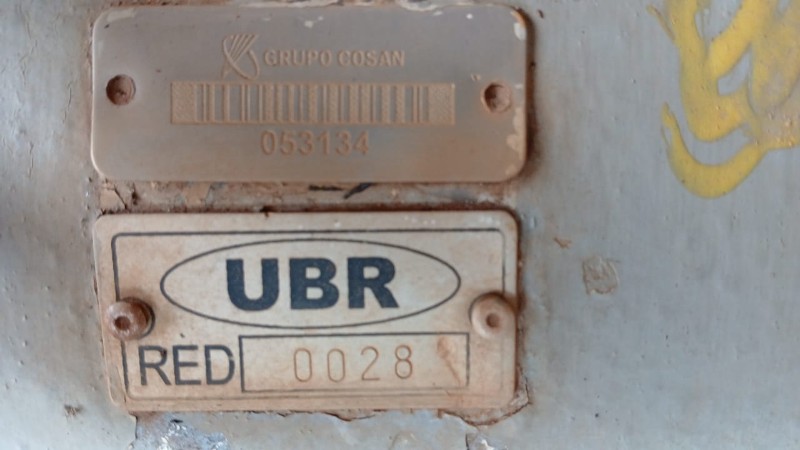 GRUPO COSAN
053134
UBR
RED 0028